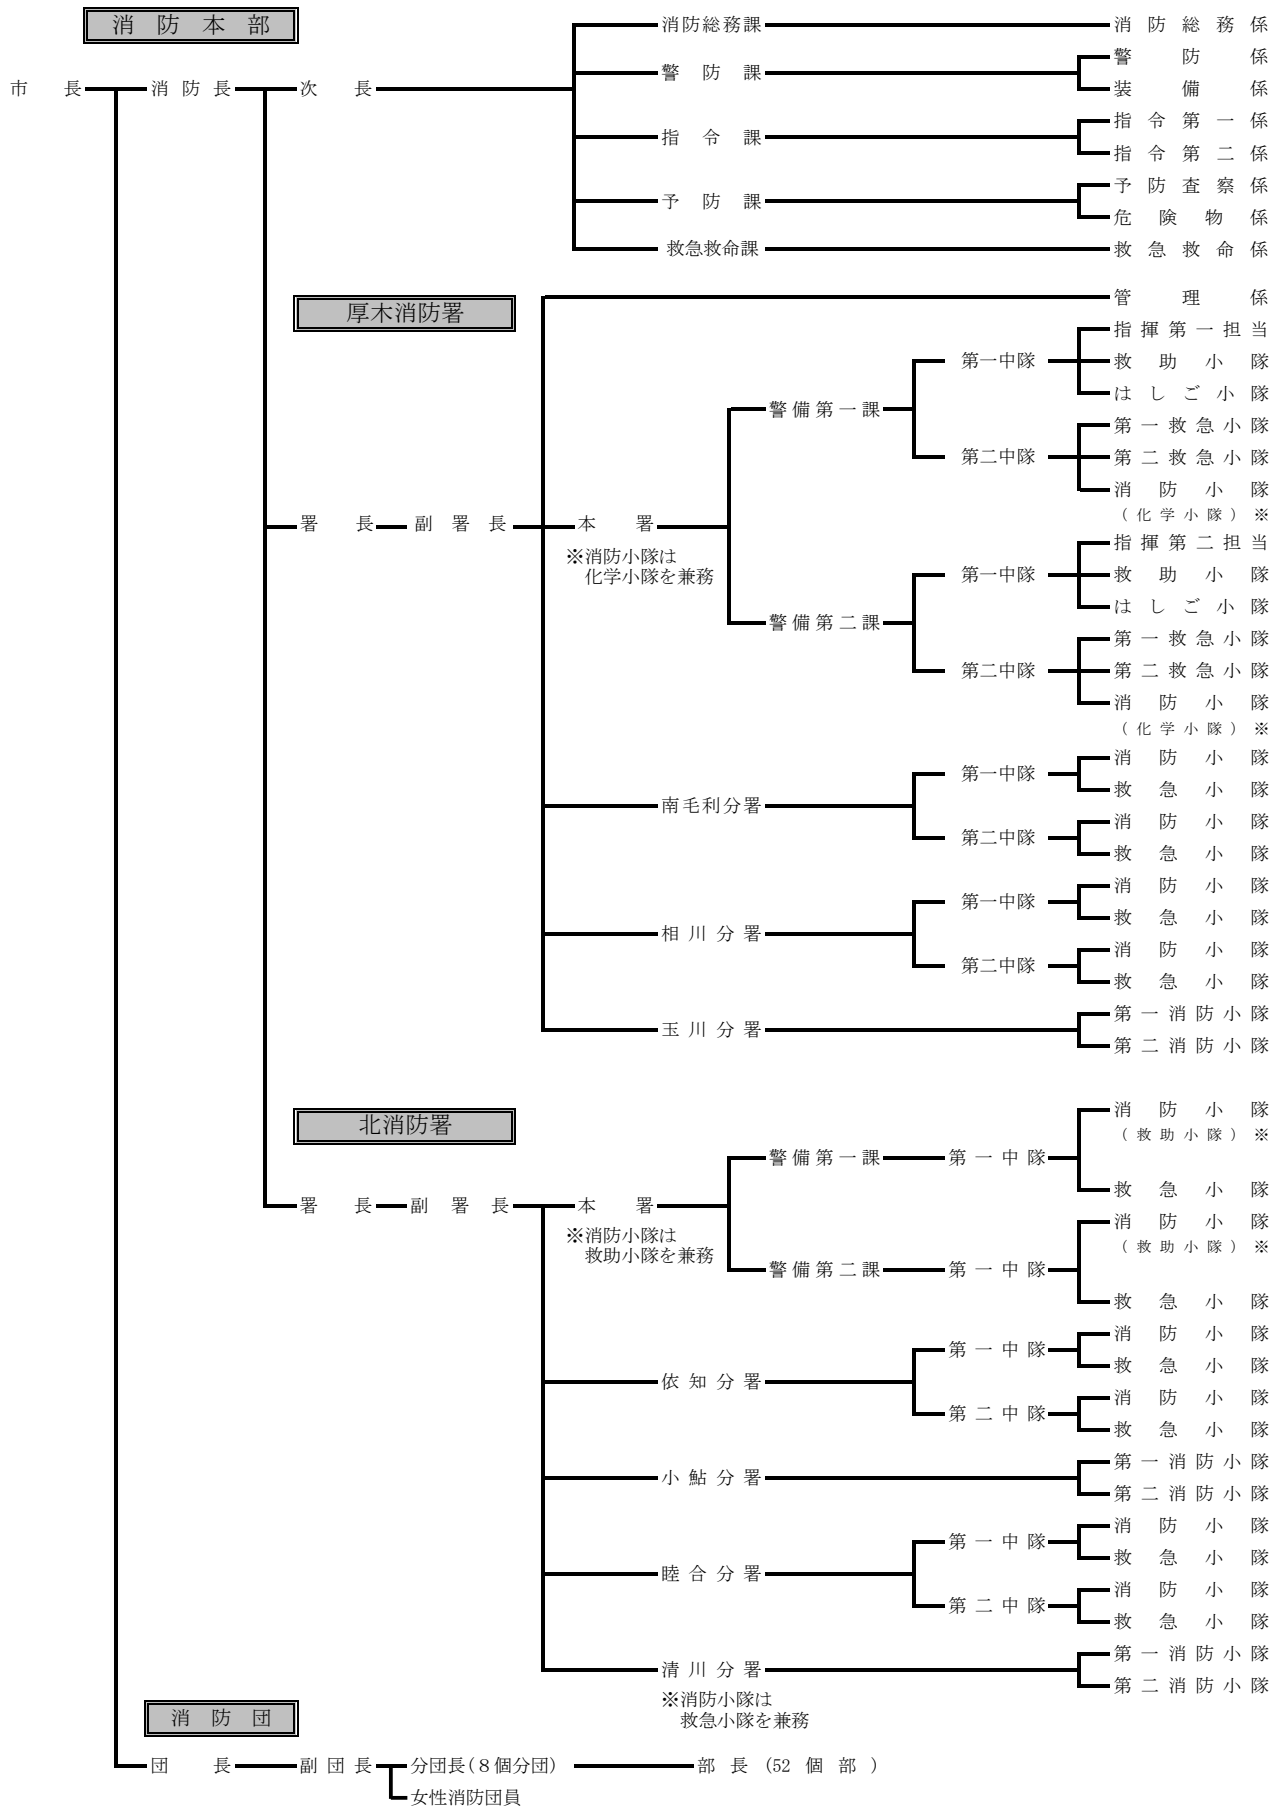 消防本部
消防総務課 消防総務係
警防課 警防係
市長 消防長 次長 装備係
指令課 指令第一係
指令第二係
予防課 予防査察係
危険物係
救急救命課 救急救命係
厚木消防署 管理係
指揮第一担当
第一中隊 救助小隊
はしご小隊
警備第一課 第一救急小隊
第二中隊 第二救急小隊
消防小隊
(化学小隊)※
署長 副署長 本署
※消防小隊は
化学小隊を兼務
指揮第二担当
第一中隊 救助小隊
はしご小隊
警備第二課 第一救急小隊
第二中隊 第二救急小隊
消防小隊
(化学小隊)※
消防小隊
第一中隊 救急小隊
南毛利分署 消防小隊
第二中隊 救急小隊
消防小隊
第一中隊 救急小隊
相川分署 消防小隊
第二中隊 救急小隊
玉川分署 第一消防小隊
第二消防小隊
北消防署 消防小隊
(救助小隊)※
警備第一課 第一中隊
救急小隊
署長 副署長 本署
消防小隊
※消防小隊は (救助小隊)※
救助小隊を兼務
警備第二課 第一中隊
救急小隊
消防小隊
第一中隊 救急小隊
依知分署 消防小隊
第二中隊 救急小隊
小鮎分署 第一消防小隊
第二消防小隊
消防小隊
第一中隊 救急小隊
睦合分署 消防小隊
第二中隊 救急小隊
清川分署 第一消防小隊
第二消防小隊
※消防小隊は
救急小隊を兼務
消防団
団長 副団長 分団長(8個分団) 部長(52個部)
女性消防団員